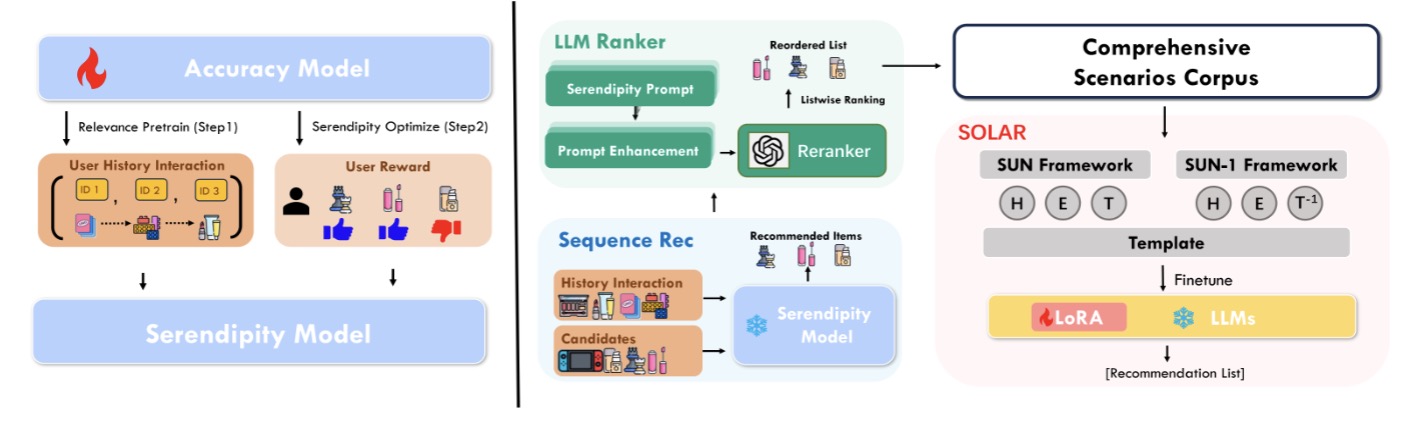 Accuracy Model
Relevance Pretrain (Step1)
Serendipity Optimize (Step2)
User History Interaction
ID 1 , ID 2 , ID 3
User Reward
Serendipity Model
LLM Ranker
Serendipity Prompt
Prompt Enhancement
Reordered List
Listwise Ranking
Reranker
Sequence Rec
History Interaction
Candidates
Recommended Items
Serendipity
Model
Comprehensive
Scenarios Corpus
SOLAR
SUN Framework
SUN-1 Framework
H E T
H E T-1
Template
Finetune
LoRA
LLMs
[Recommendation List]